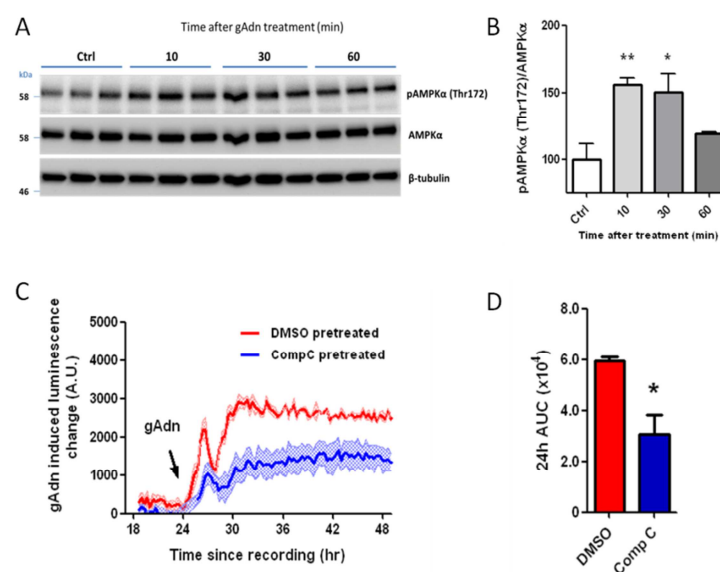 A
Time after gAdn treatment (min)
Ctrl 10 30 60
kDa
58
pAMPKα (Thr172)
58
AMPKα
β-tubulin
46
B
pAMPKα (Thr172)/AMPKα
200
150
100
** *
Ctrl 10 30 60
Time after treatment (min)
C
gAdn induced luminescence
change (A.U.)
5000
4000
3000
2000
1000
0
DMSO pretreated
CompC pretreated
gAdn
18 24 30 36 42 48
Time since recording (hr)
D
24h AUC (x10⁴)
8.0
6.0
4.0
2.0
0.0
*
DMSO Comp C